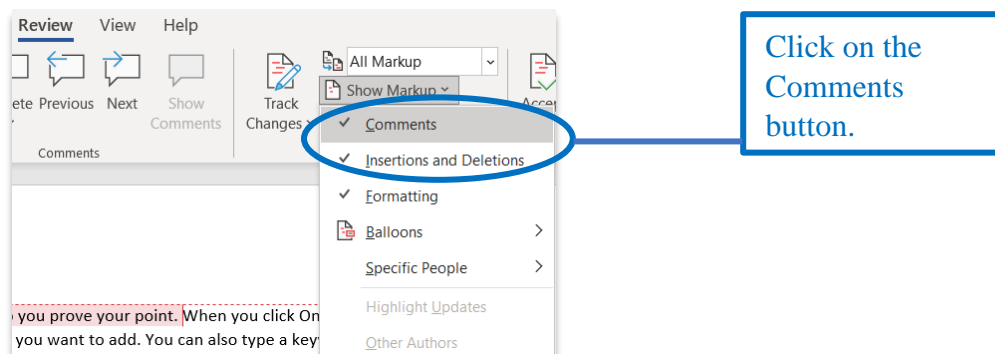 Review View Help
All Markup
Show Markup
Previous Next Show Comments
Track Changes
Comments
Comments
Insertions and Deletions
Formatting
Balloons
Specific People
Highlight Updates
Other Authors
you prove your point. When you click On
you want to add. You can also type a key
Click on the
Comments
button.